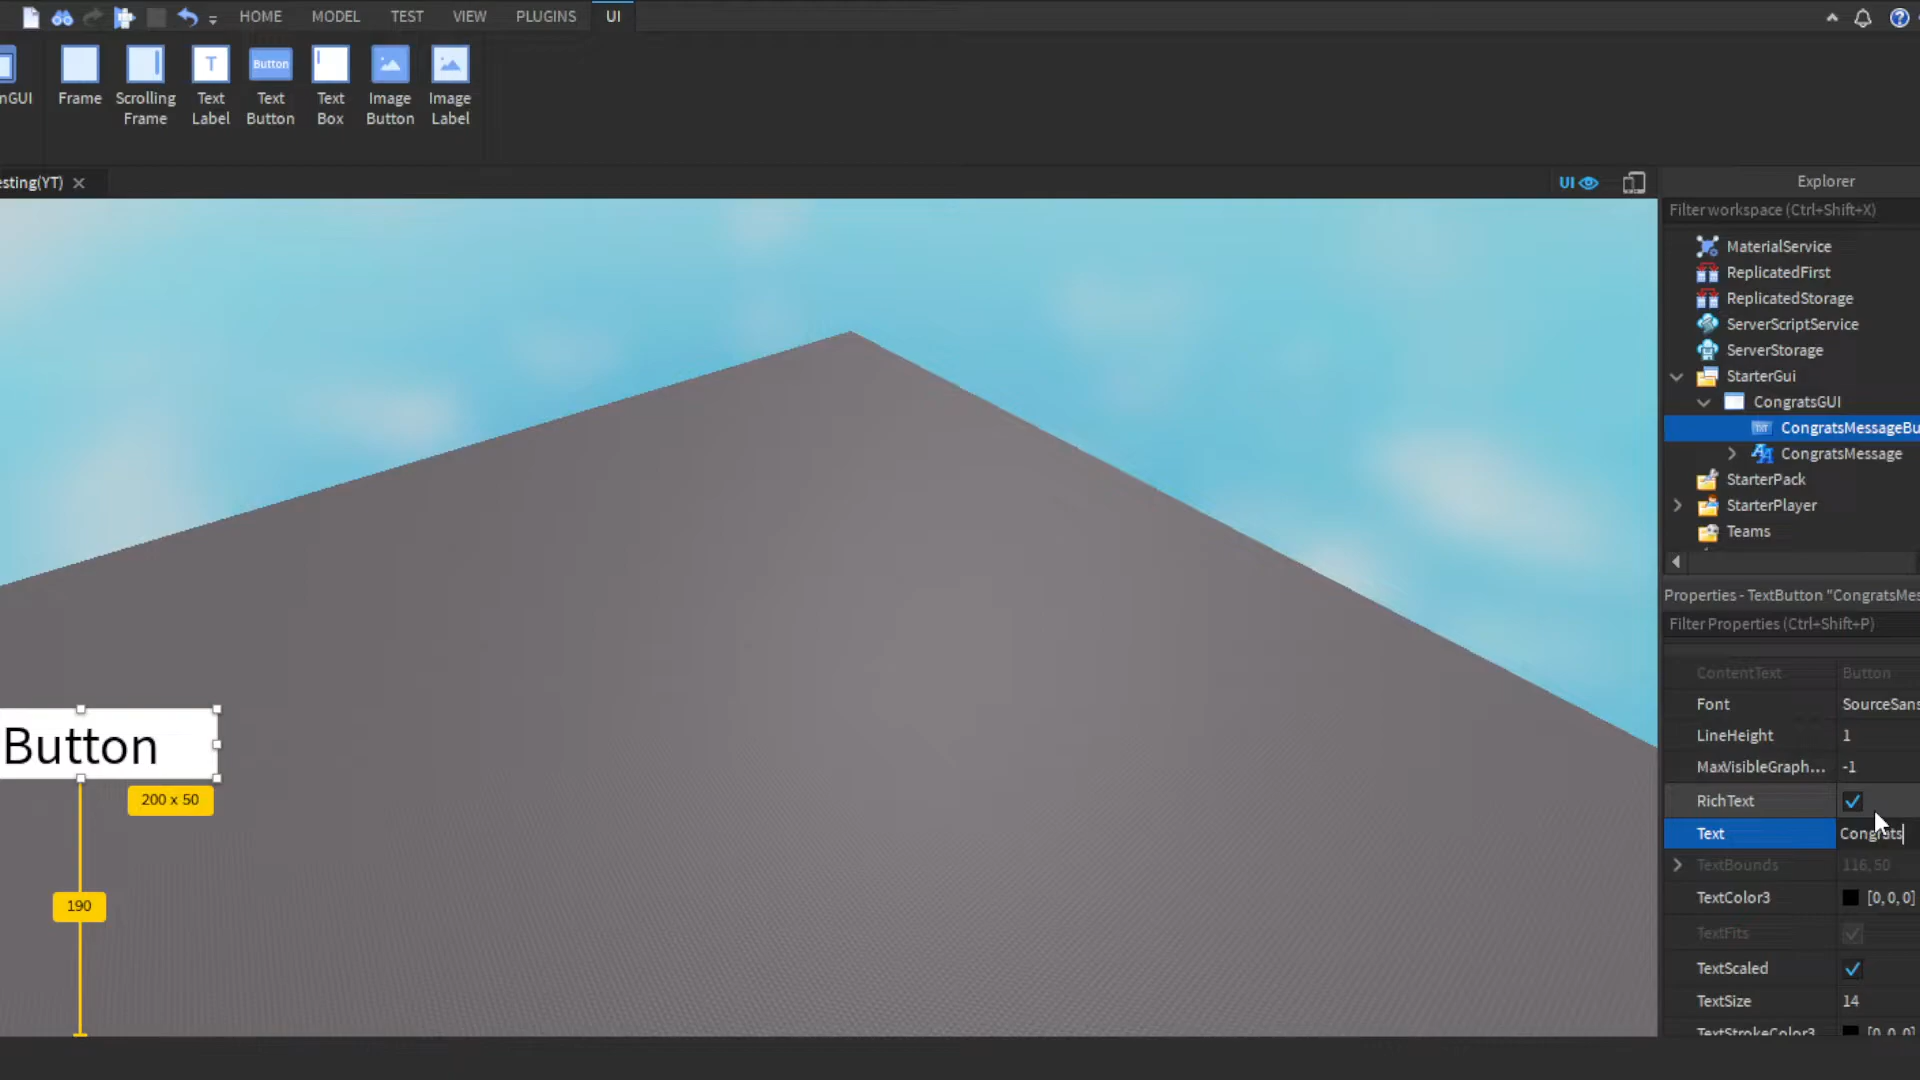 HOME MODEL TEST VIEW PLUGINS UI
nGUI
Frame
Scrolling
Frame
T
Text
Label
Button
Text
Button
Text
Box
Image
Button
Image
Label
esting(YT)
UI
Explorer
Filter workspace (Ctrl+Shift+X)
MaterialService
ReplicatedFirst
ReplicatedStorage
ServerScriptService
ServerStorage
StarterGui
CongratsGUI
CongratsMessageBu
CongratsMessage
StarterPack
StarterPlayer
Teams
Properties - TextButton "CongratsMes
Filter Properties (Ctrl+Shift+P)
ContentText Button
Font SourceSans
LineHeight 1
MaxVisibleGraph... -1
RichText
Text Congrats
TextBounds 116, 50
TextColor3 [0, 0, 0]
TextFits
TextScaled
TextSize 14
TextStrokeColor3 [0, 0, 0]
Button
200 x 50
190